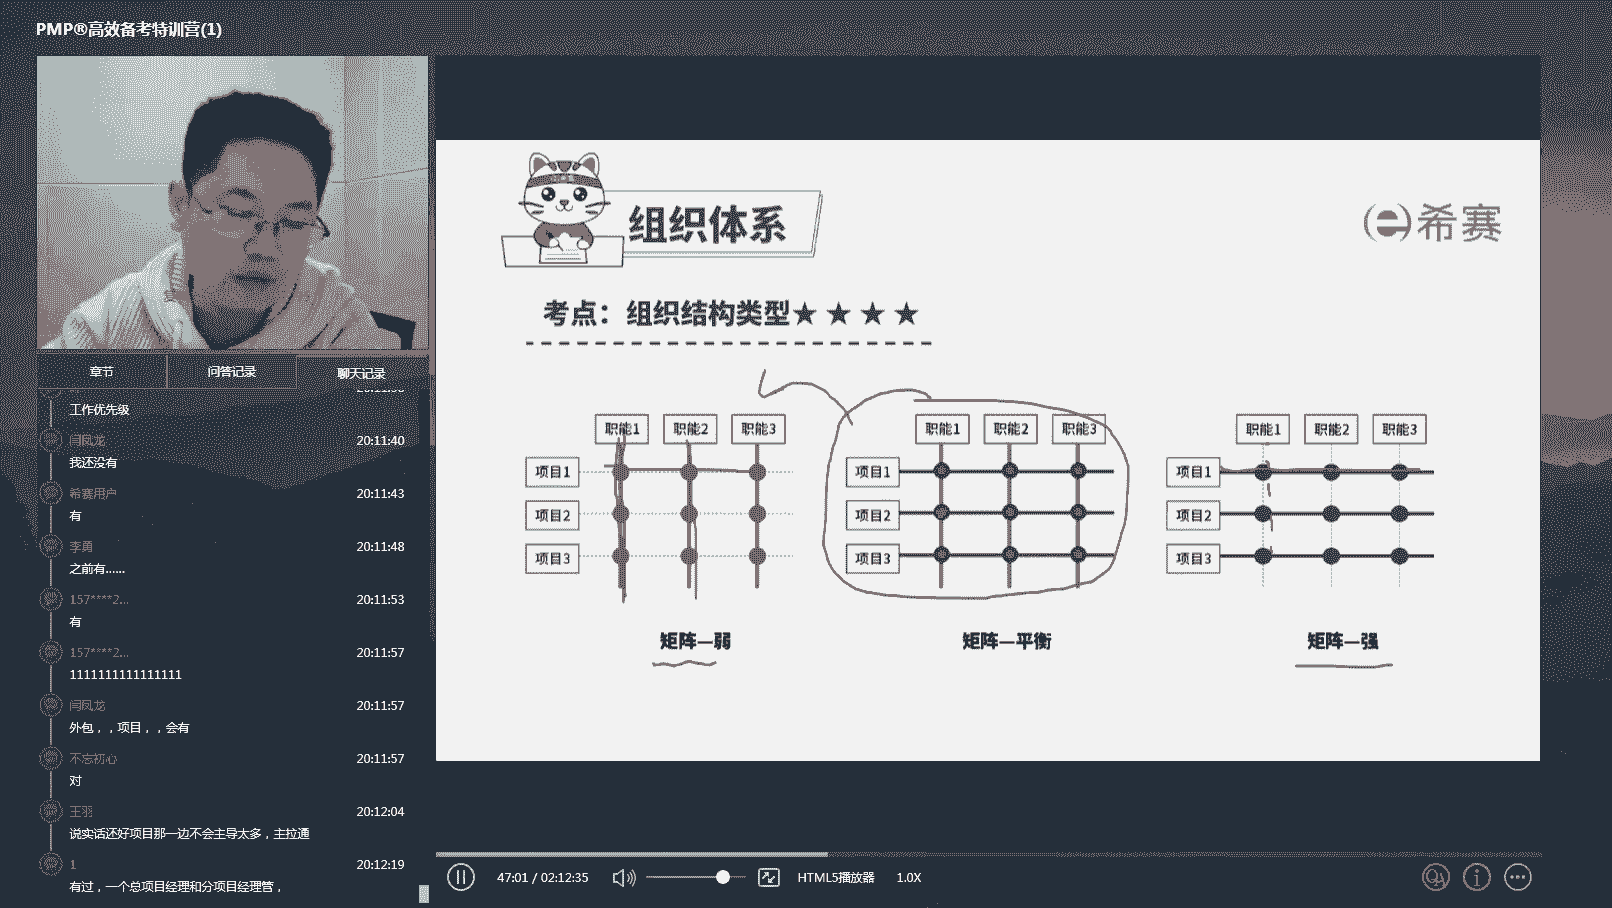 PMP®高效备考特训营(1)
章节
问答记录
聊天记录
工作优先级
闫凤龙
20:11:40
我还没有
希赛用户
20:11:43
有
李勇
20:11:48
之前有......
157****2...
20:11:53
有
157****2...
20:11:57
1111111111111111
闫凤龙
20:11:57
外包，，项目，，会有
不忘初心
20:11:57
对
王羽
20:12:04
说实话还好项目那一边不会主导太多，主拉通
1
20:12:19
有过，一个总项目经理和分项目经理管，
组织体系
希赛
考点：组织结构类型★★★★
职能1 职能2 职能3
项目1
项目2
项目3
矩阵—弱
职能1 职能2 职能3
项目1
项目2
项目3
矩阵—平衡
职能1 职能2 职能3
项目1
项目2
项目3
矩阵—强
47:01 / 02:12:35
HTML5播放器
1.0X